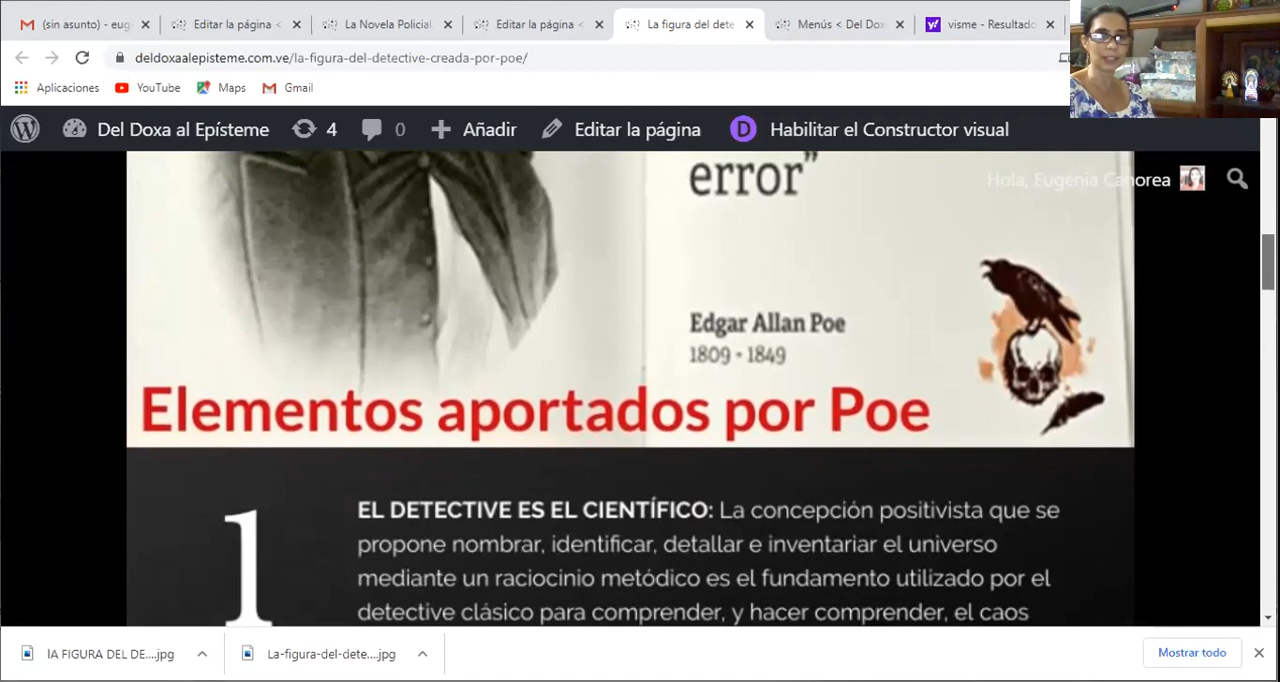 (sin asunto) - eug
Editar la página <
La Novela Policial
Editar la página <
La figura del dete
Menús < Del Dox
visme - Resultado
deldoxaalepisteme.com.ve/la-figura-del-detective-creada-por-poe/
Aplicaciones
YouTube
Maps
Gmail
Del Doxa al Epísteme
4
0
Añadir
Editar la página
Habilitar el Constructor visual
Hola, Eugenia Canorea
error”
Edgar Allan Poe
1809 - 1849
Elementos aportados por Poe
1
EL DETECTIVE ES EL CIENTÍFICO: La concepción positivista que se
propone nombrar, identificar, detallar e inventariar el universo
mediante un raciocinio metódico es el fundamento utilizado por el
detective clásico para comprender, y hacer comprender, el caos
lA FIGURA DEL DE....jpg
La-figura-del-dete....jpg
Mostrar todo